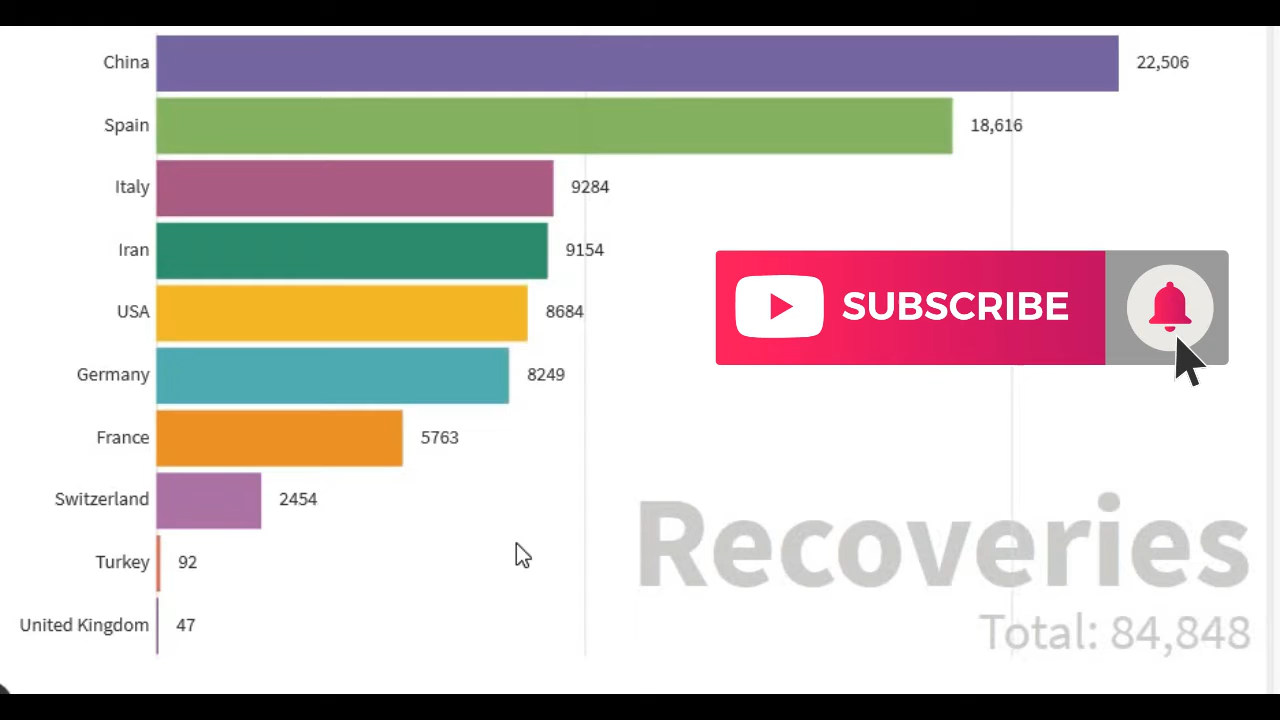 China 22,506
Spain 18,616
Italy 9284
Iran 9154
USA 8684
SUBSCRIBE
Germany 8249
France 5763
Switzerland 2454
Recoveries
Turkey 92
United Kingdom 47
Total: 84,848